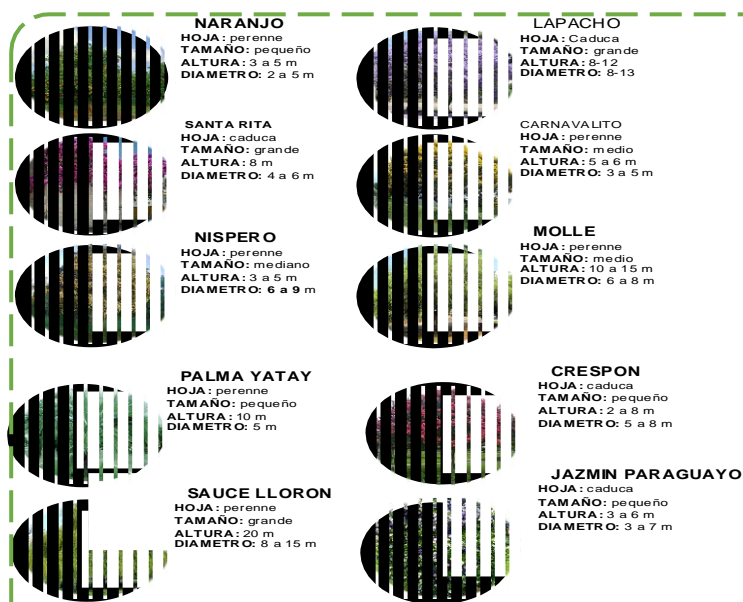 NARANJO
HOJA: perenne
TAMAÑO: pequeño
ALTURA: 3 a 5 m
DIAMETRO: 2 a 5 m
LAPACHO
HOJA: Caduca
TAMAÑO: grande
ALTURA: 8-12
DIAMETRO: 8-13
SANTA RITA
HOJA: caduca
TAMAÑO: grande
ALTURA: 8 m
DIAMETRO: 4 a 6 m
CARNAVALITO
HOJA: perenne
TAMAÑO: medio
ALTURA: 5 a 6 m
DIAMETRO: 3 a 5 m
NISPERO
HOJA: perenne
TAMAÑO: mediano
ALTURA: 3 a 5 m
DIAMETRO: 6 a 9 m
MOLLE
HOJA: perenne
TAMAÑO: medio
ALTURA: 10 a 15 m
DIAMETRO: 6 a 8 m
PALMA YATAY
HOJA: perenne
TAMAÑO: pequeño
ALTURA: 10 m
DIAMETRO: 5 m
CRESPON
HOJA: caduca
TAMAÑO: pequeño
ALTURA: 2 a 8 m
DIAMETRO: 5 a 8 m
SAUCE LLORON
HOJA: perenne
TAMAÑO: grande
ALTURA: 20 m
DIAMETRO: 8 a 15 m
JAZMIN PARAGUAYO
HOJA: caduca
TAMAÑO: pequeño
ALTURA: 3 a 6 m
DIAMETRO: 3 a 7 m